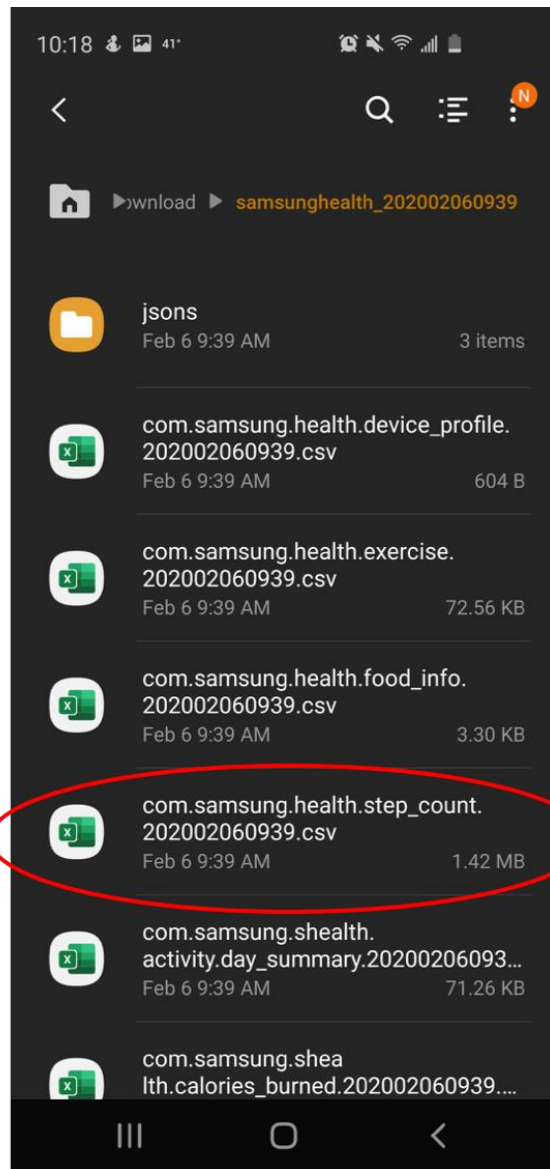 10:18 41°
N
wnload ▶ samsunghealth_202002060939
jsons
Feb 6 9:39 AM 3 items
com.samsung.health.device_profile.
202002060939.csv
Feb 6 9:39 AM 604 B
com.samsung.health.exercise.
202002060939.csv
Feb 6 9:39 AM 72.56 KB
com.samsung.health.food_info.
202002060939.csv
Feb 6 9:39 AM 3.30 KB
com.samsung.health.step_count.
202002060939.csv
Feb 6 9:39 AM 1.42 MB
com.samsung.shealth.
activity.day_summary.20200206093...
Feb 6 9:39 AM 71.26 KB
com.samsung.shea
lth.calories_burned.202002060939....